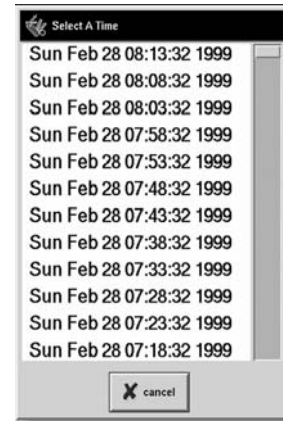 Select A Time
Sun Feb 28 08:13:32 1999
Sun Feb 28 08:08:32 1999
Sun Feb 28 08:03:32 1999
Sun Feb 28 07:58:32 1999
Sun Feb 28 07:53:32 1999
Sun Feb 28 07:48:32 1999
Sun Feb 28 07:43:32 1999
Sun Feb 28 07:38:32 1999
Sun Feb 28 07:33:32 1999
Sun Feb 28 07:28:32 1999
Sun Feb 28 07:23:32 1999
Sun Feb 28 07:18:32 1999
cancel